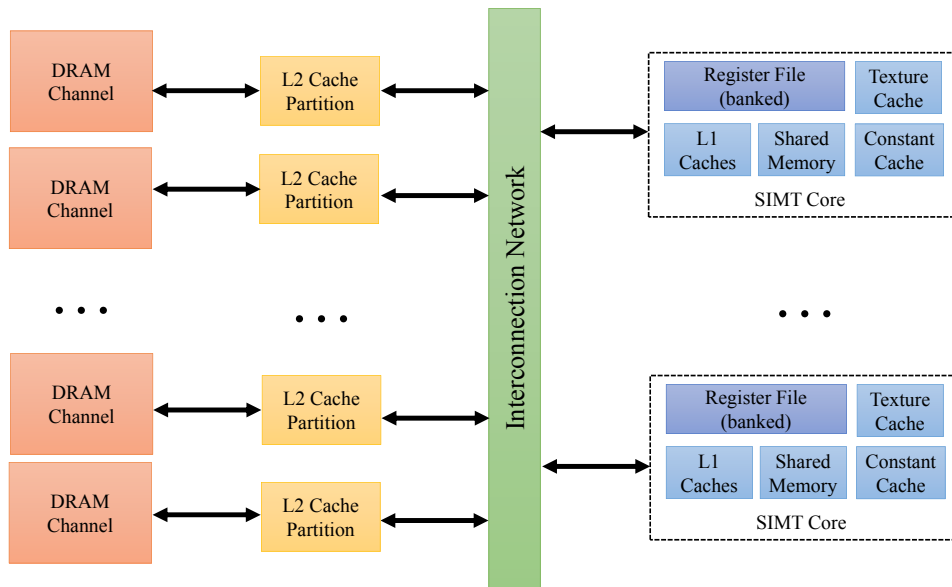 DRAM
Channel
L2 Cache
Partition
DRAM
Channel
L2 Cache
Partition
. . .
. . .
DRAM
Channel
L2 Cache
Partition
DRAM
Channel
L2 Cache
Partition
Interconnection Network
Register File
(banked)
Texture
Cache
L1
Caches
Shared
Memory
Constant
Cache
SIMT Core
. . .
Register File
(banked)
Texture
Cache
L1
Caches
Shared
Memory
Constant
Cache
SIMT Core